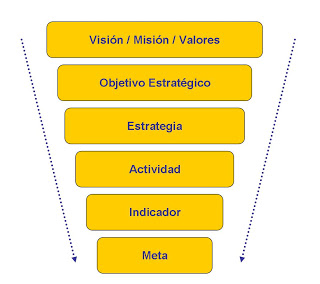 Visión / Misión / Valores
Objetivo Estratégico
Estrategia
Actividad
Indicador
Meta